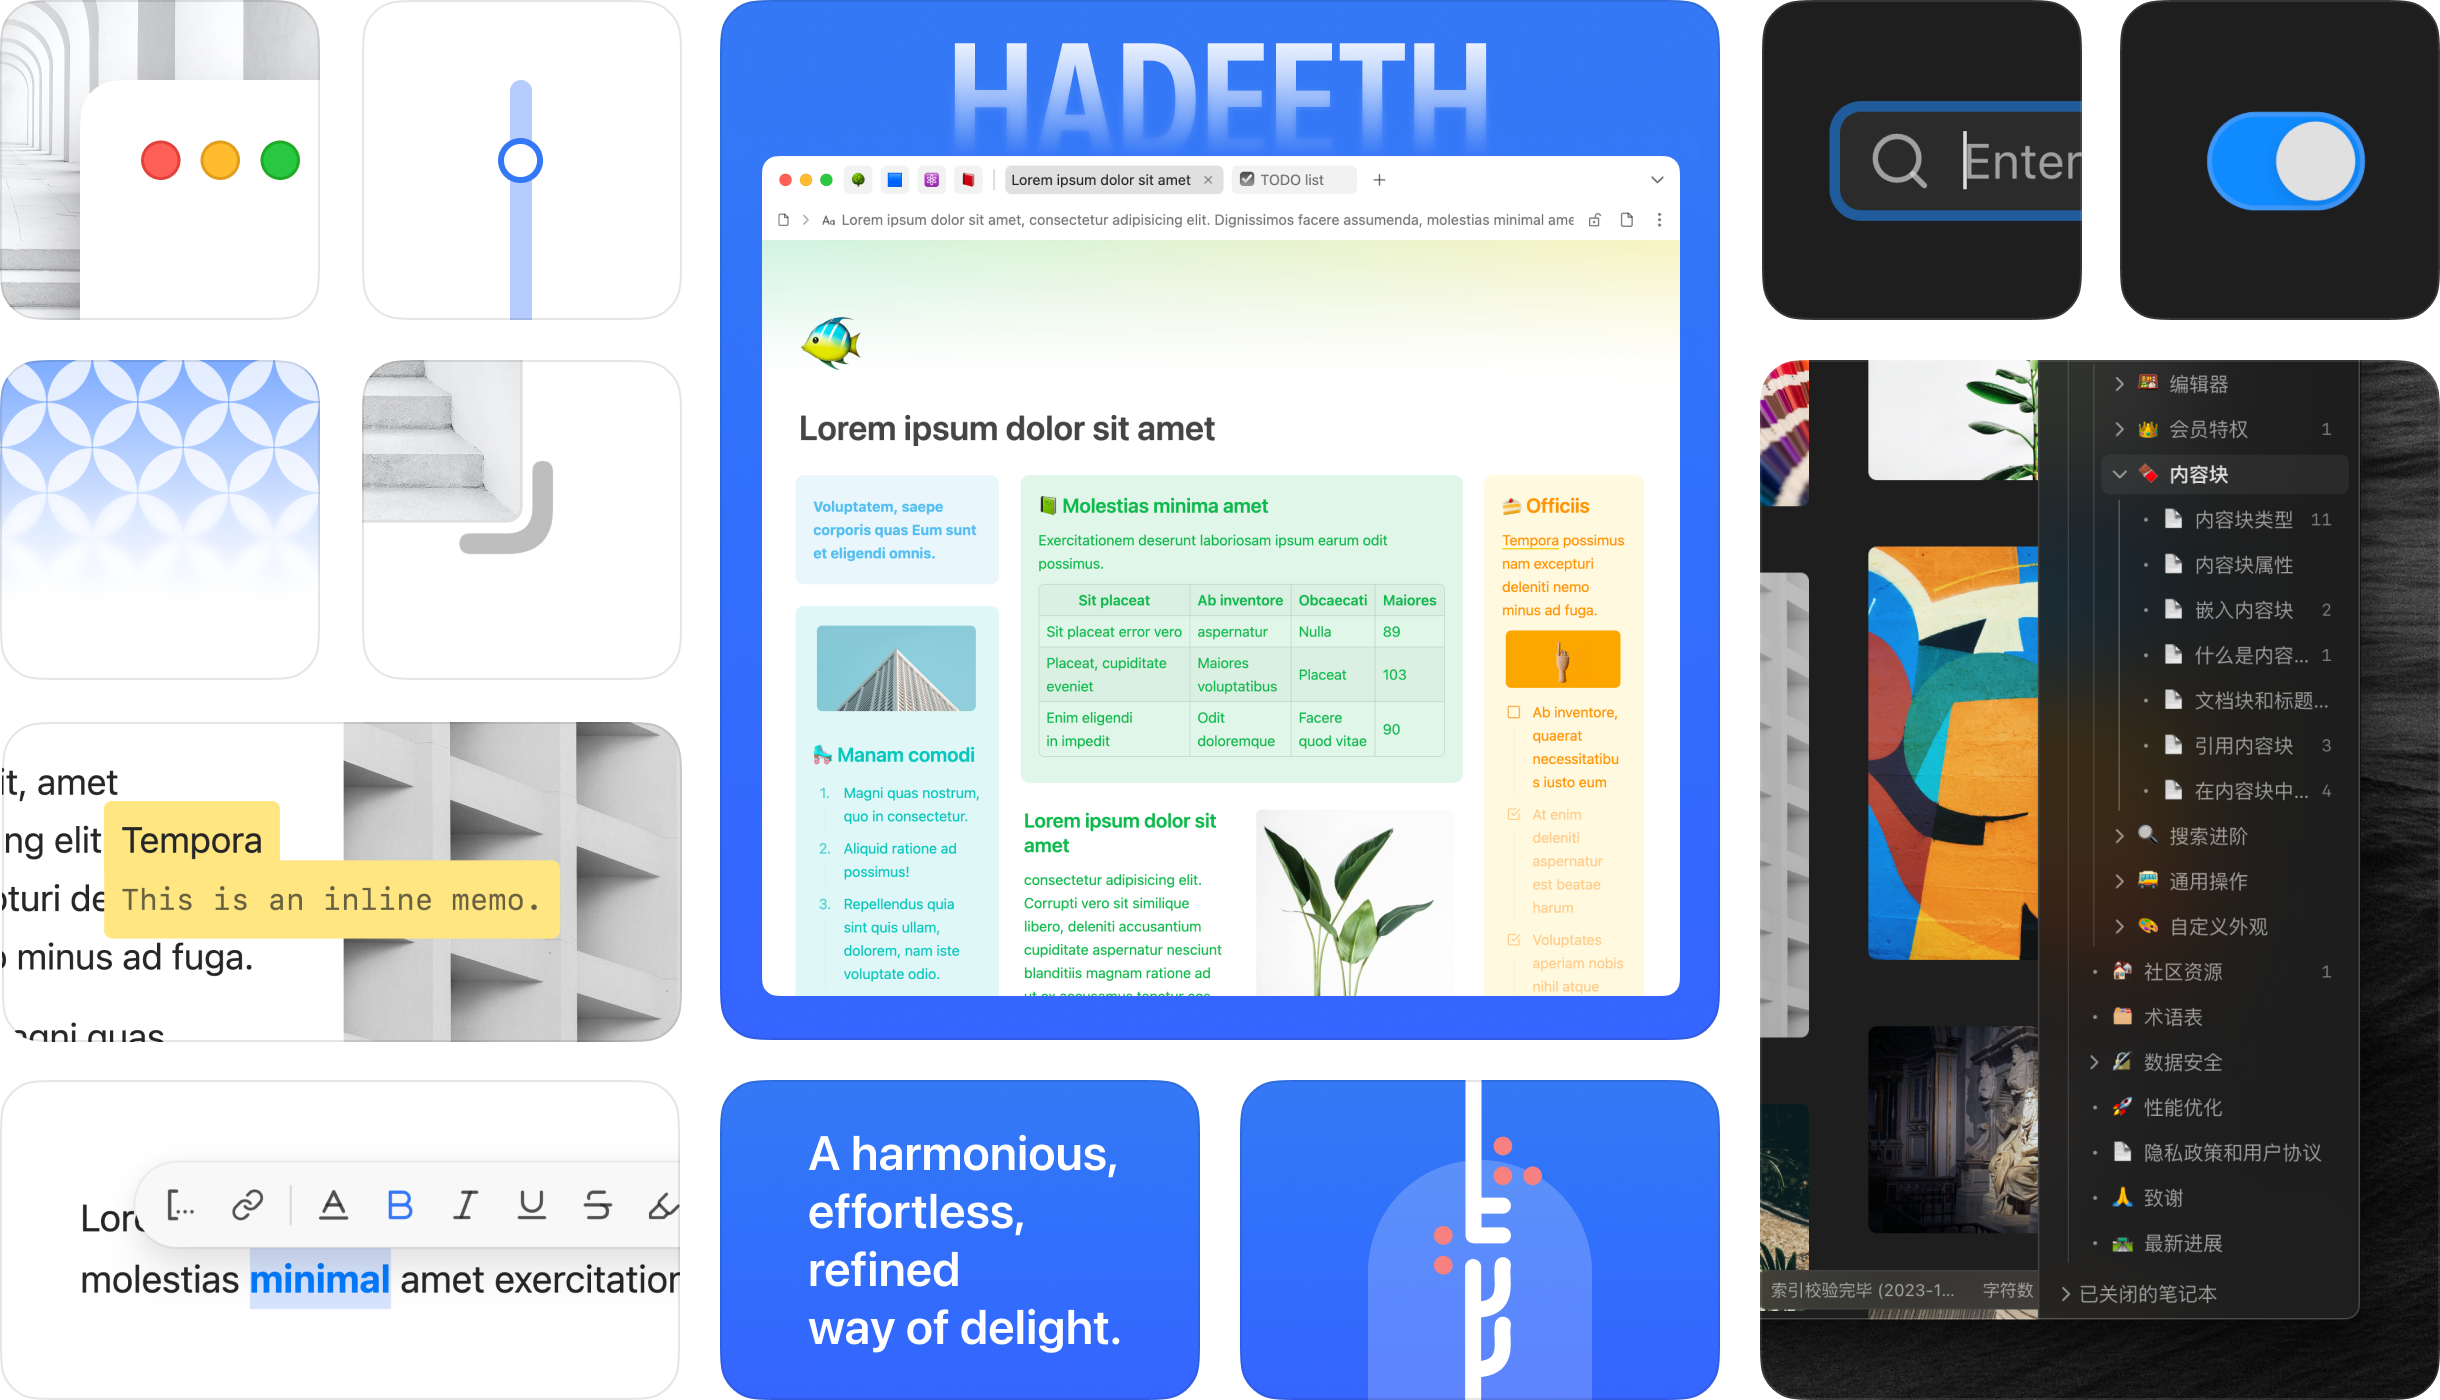 HADEETH
Lorem ipsum dolor sit amet
TODO list
Lorem ipsum dolor sit amet, consectetur adipisicing elit. Dignissimos facere assumenda, molestias minimal ame
Lorem ipsum dolor sit amet
Voluptatem, saepe
corporis quas Eum sunt
et eligendi omnis.
Manam comodi
1. Magni quas nostrum,
quo in consectetur.
2. Aliquid ratione ad
possimus!
3. Repellendus quia
sint quis ullam,
dolorem, nam iste
voluptate odio.
Molestias minima amet
Exercitationem deserunt laboriosam ipsum earum odit
possimus.
Sit placeat Ab inventore Obcaecati Maiores
Sit placeat error vero aspernatur Nulla 89
Placeat, cupiditate
eveniet
Maiores
voluptatibus
Placeat 103
Enim eligendi
in impedit
Odit
doloremque
Facere
quod vitae
90
Lorem ipsum dolor sit
amet
consectetur adipisicing elit.
Corrupti vero sit similique
libero, deleniti accusantium
cupiditate aspernatur nesciunt
blanditiis magnam ratione ad
Officiis
Tempora possimus
nam excepturi
deleniti nemo
minus ad fuga.
Ab inventore,
quaerat
necessitatibu
s iusto eum
At enim
deleniti
aspernatur
est beatae
harum
Voluptates
aperiam nobis
nihil atque
it, amet
ng elit Tempora
pturi de This is an inline memo.
minus ad fuga.
agni quas
Lor
molestias minimal amet exercitation
A harmonious,
effortless,
refined
way of delight.
Enter
编辑器
会员特权 1
内容块
内容块类型 11
内容块属性
嵌入内容块 2
什么是内容... 1
文档块和标题...
引用内容块 3
在内容块中... 4
搜索进阶
通用操作
自定义外观
社区资源 1
术语表
数据安全
性能优化
隐私政策和用户协议
致谢
最新进展
已关闭的笔记本
索引校验完毕 (2023-1... 字符数